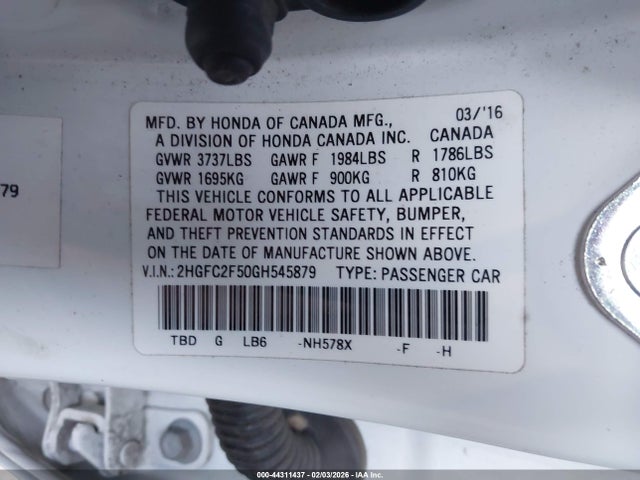 MFD. BY HONDA OF CANADA MFG., 03/'16
A DIVISION OF HONDA CANADA INC. CANADA
GVWR 3737LBS GAWR F 1984LBS R 1786LBS
GVWR 1695KG GAWR F 900KG R 810KG
THIS VEHICLE CONFORMS TO ALL APPLICABLE
FEDERAL MOTOR VEHICLE SAFETY, BUMPER,
AND THEFT PREVENTION STANDARDS IN EFFECT
ON THE DATE OF MANUFACTURE SHOWN ABOVE.
V.I.N.: 2HGFC2F50GH545879 TYPE: PASSENGER CAR
TBD G LB6 -NH578X -F -H
79
000-44311437 - 02/03/2026 - IAA Inc.